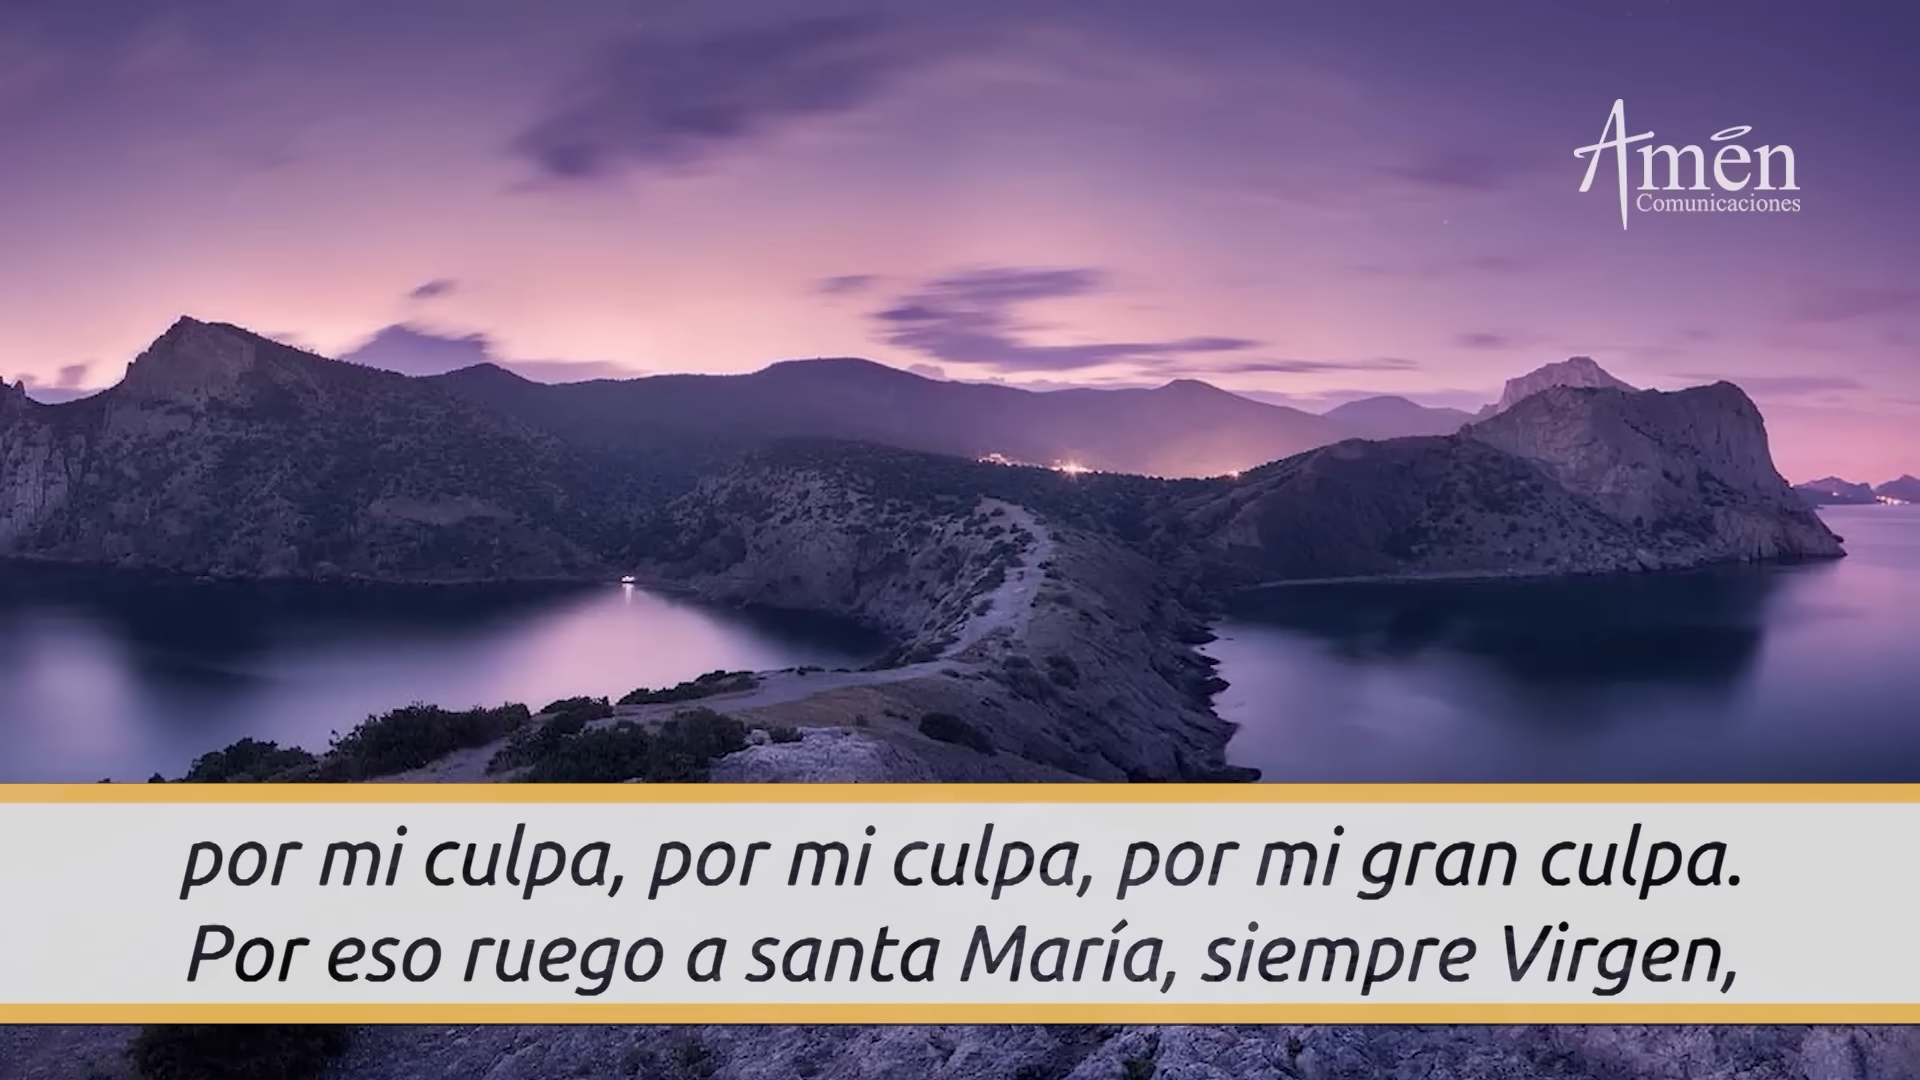 Amén
Comunicaciones
por mi culpa, por mi culpa, por mi gran culpa.
Por eso ruego a santa María, siempre Virgen,